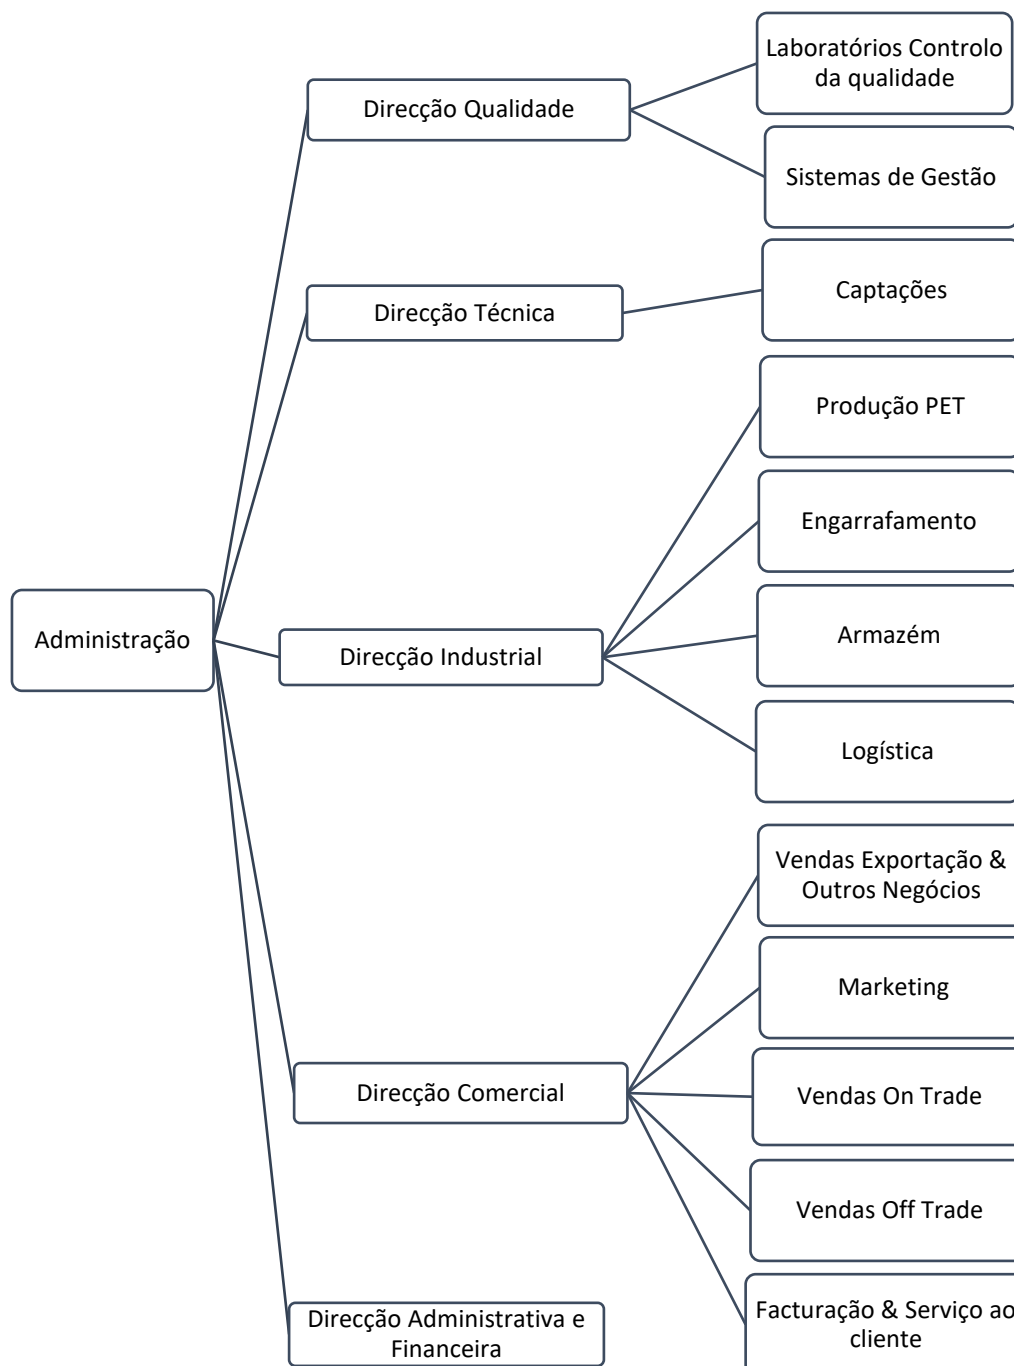 Laboratórios Controlo
da qualidade
Direcção Qualidade
Sistemas de Gestão
Captações
Direcção Técnica
Produção PET
Engarrafamento
Administração
Armazém
Direcção Industrial
Logística
Vendas Exportação &
Outros Negócios
Marketing
Direcção Comercial
Vendas On Trade
Vendas Off Trade
Direcção Administrativa e
Financeira
Facturação & Serviço ao
cliente